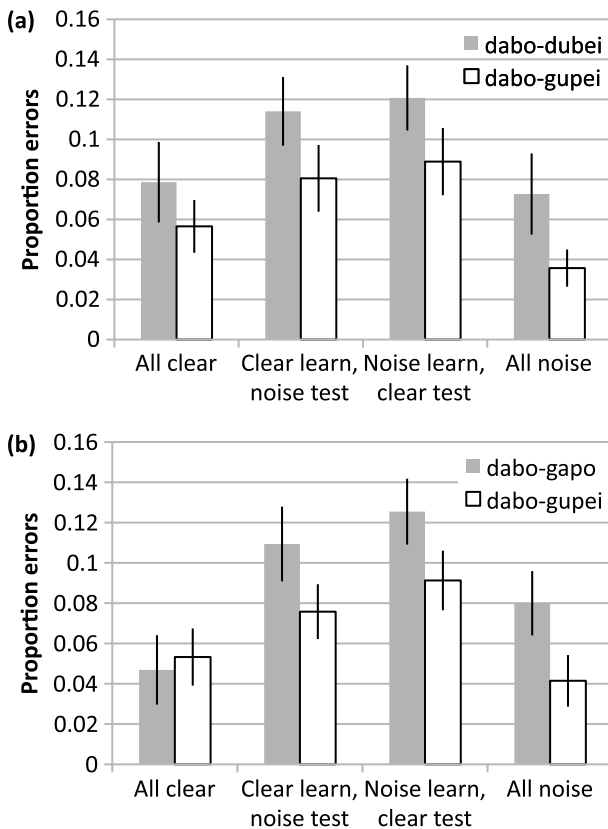 (a)
0.16
0.14
0.12
0.1
0.08
0.06
0.04
0.02
0
Proportion errors
dabo-dubei
dabo-gupei
All clear
Clear learn,
noise test
Noise learn,
clear test
All noise
(b)
0.16
0.14
0.12
0.1
0.08
0.06
0.04
0.02
0
Proportion errors
dabo-gapo
dabo-gupei
All clear
Clear learn,
noise test
Noise learn,
clear test
All noise